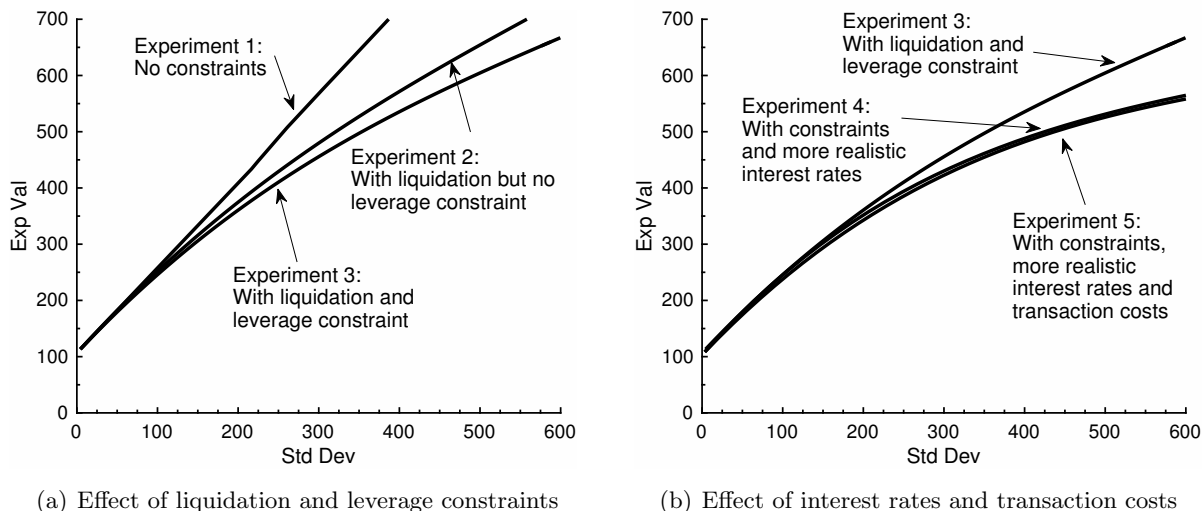 700
600
500
400
300
200
100
0
Exp Val
0 100 200 300 400 500 600
Std Dev
Experiment 1:
No constraints
Experiment 2:
With liquidation but no
leverage constraint
Experiment 3:
With liquidation and
leverage constraint
(a) Effect of liquidation and leverage constraints
700
600
500
400
300
200
100
0
Exp Val
0 100 200 300 400 500 600
Std Dev
Experiment 3:
With liquidation and
leverage constraint
Experiment 4:
With constraints
and more realistic
interest rates
Experiment 5:
With constraints,
more realistic
interest rates and
transaction costs
(b) Effect of interest rates and transaction costs